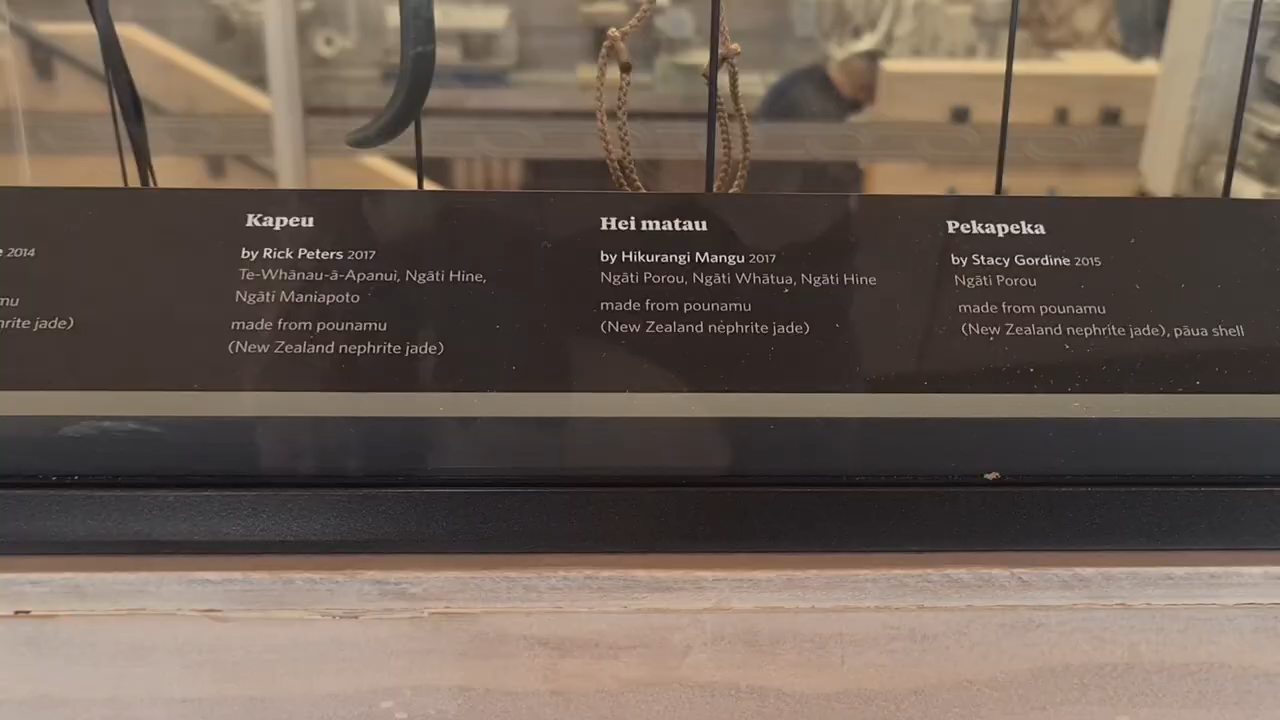 2014
Kapeu
by Rick Peters 2017
Te-Whānau-ā-Apanui, Ngāti Hine,
Ngāti Maniapoto
made from pounamu
(New Zealand nephrite jade)
Hei matau
by Hikurangi Mangu 2017
Ngāti Porou, Ngāti Whātua, Ngāti Hine
made from pounamu
(New Zealand nephrite jade)
Pekapeka
by Stacy Gordine 2015
Ngāti Porou
made from pounamu
(New Zealand nephrite jade), pāua shell